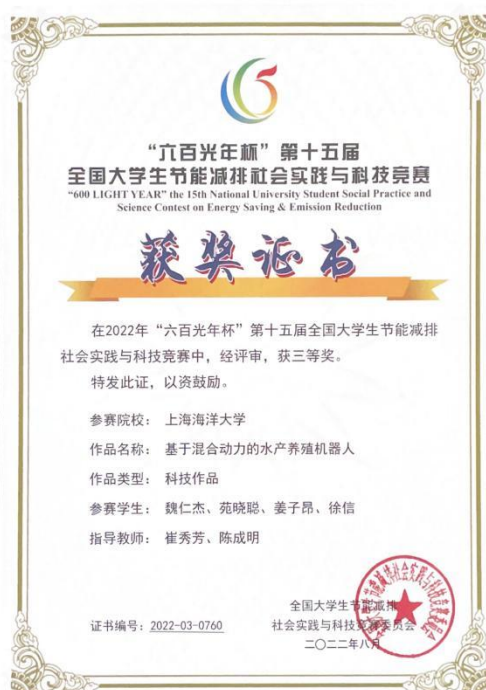 “六百光年杯”第十五届
全国大学生节能减排社会实践与科技竞赛
“600 LIGHT YEAR” the 15th National University Student Social Practice and
Science Contest on Energy Saving & Emission Reduction
获奖证书
在2022年“六百光年杯”第十五届全国大学生节能减排
社会实践与科技竞赛中，经评审，获三等奖。
特发此证，以资鼓励。
参赛院校： 上海海洋大学
作品名称： 基于混合动力的水产养殖机器人
作品类型： 科技作品
参赛学生： 魏仁杰、苑晓聪、姜子昂、徐信
指导教师： 崔秀芳、陈成明
全国大学生节能减排
证书编号：2022-03-0760 社会实践与科技竞赛委员会
二〇二二年八月